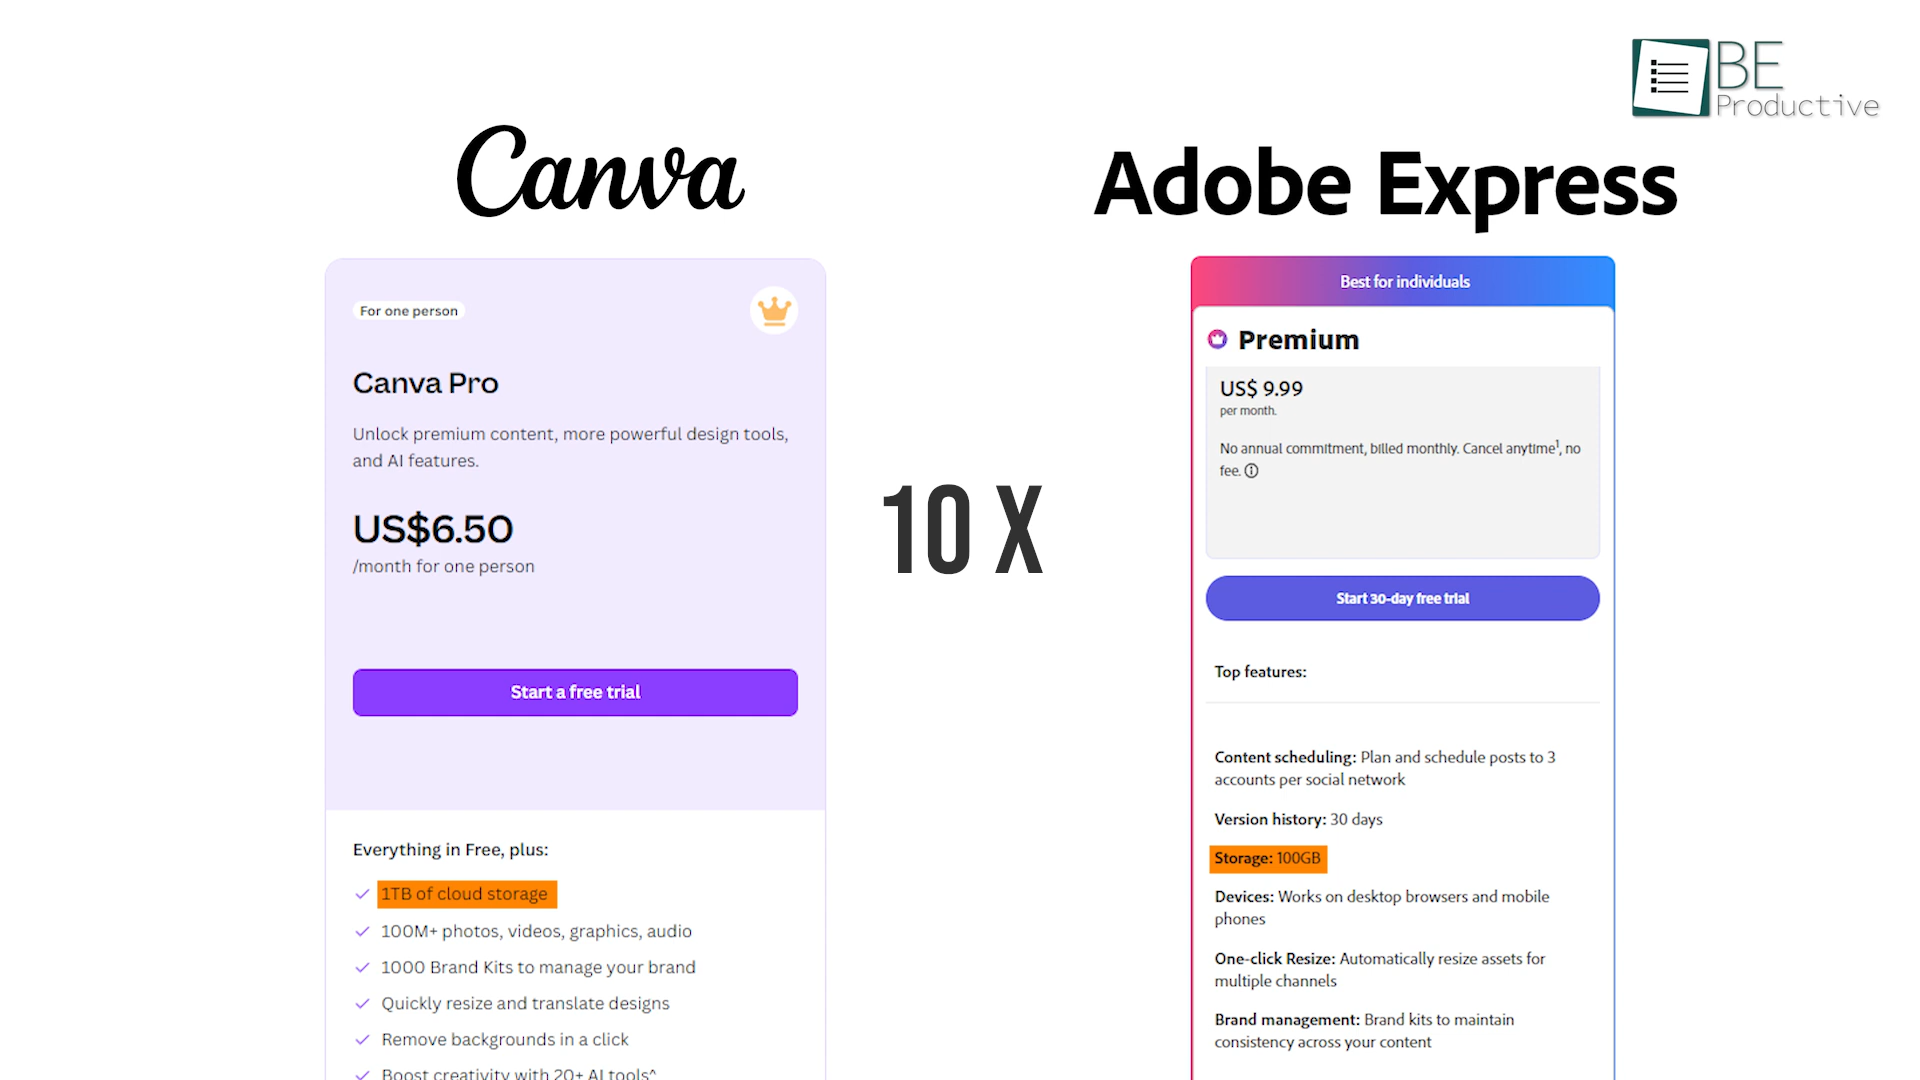 BE
Productive
Canva
Adobe Express
For one person
Canva Pro
Unlock premium content, more powerful design tools,
and AI features.
US$6.50
/month for one person
Start a free trial
Everything in Free, plus:
1TB of cloud storage
100M+ photos, videos, graphics, audio
1000 Brand Kits to manage your brand
Quickly resize and translate designs
Remove backgrounds in a click
Boost creativity with 20+ AI tools^
10 X
Best for individuals
Premium
US$ 9.99
per month.
No annual commitment, billed monthly. Cancel anytime¹, no
fee.
Start 30-day free trial
Top features:
Content scheduling: Plan and schedule posts to 3
accounts per social network
Version history: 30 days
Storage: 100GB
Devices: Works on desktop browsers and mobile
phones
One-click Resize: Automatically resize assets for
multiple channels
Brand management: Brand kits to maintain
consistency across your content